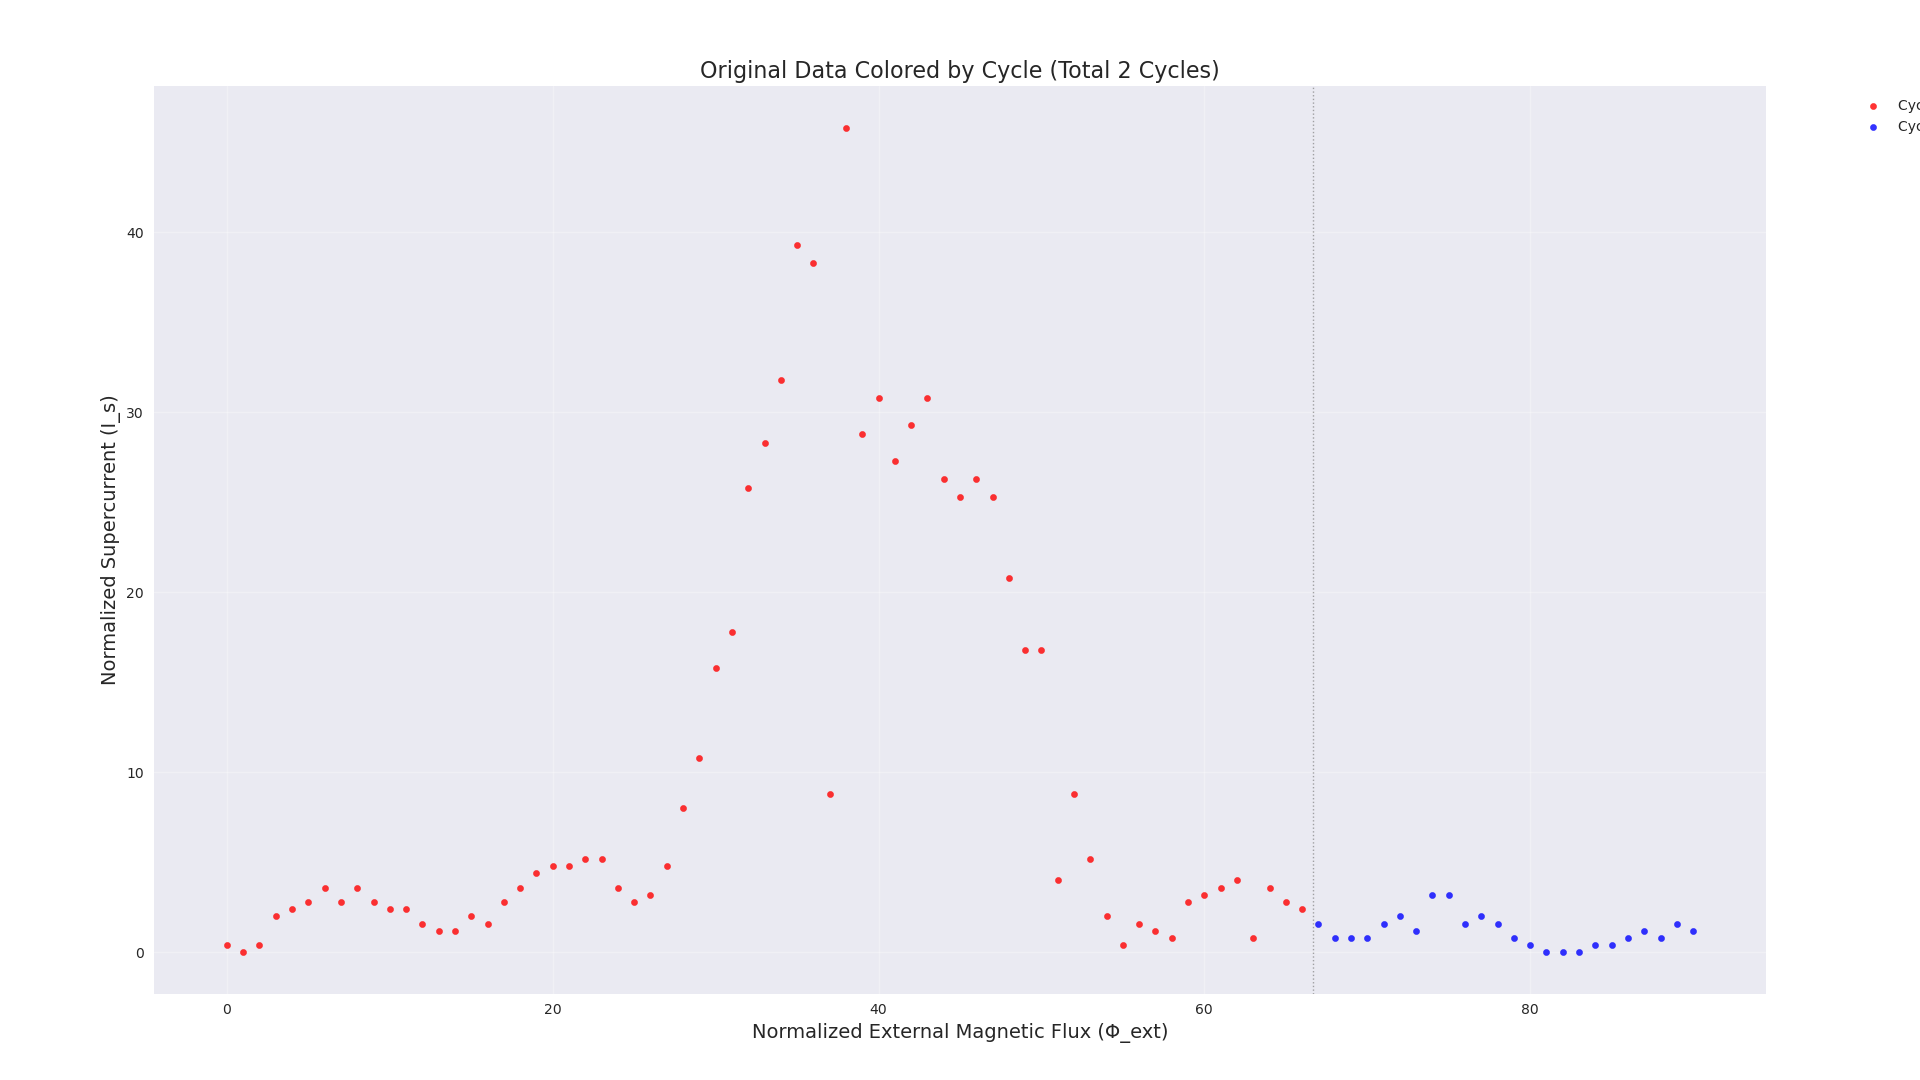 Original Data Colored by Cycle (Total 2 Cycles)
Cyc
Cyc
Normalized Supercurrent (I_s)
40
30
20
10
0
0 20 40 60 80
Normalized External Magnetic Flux (Φ_ext)